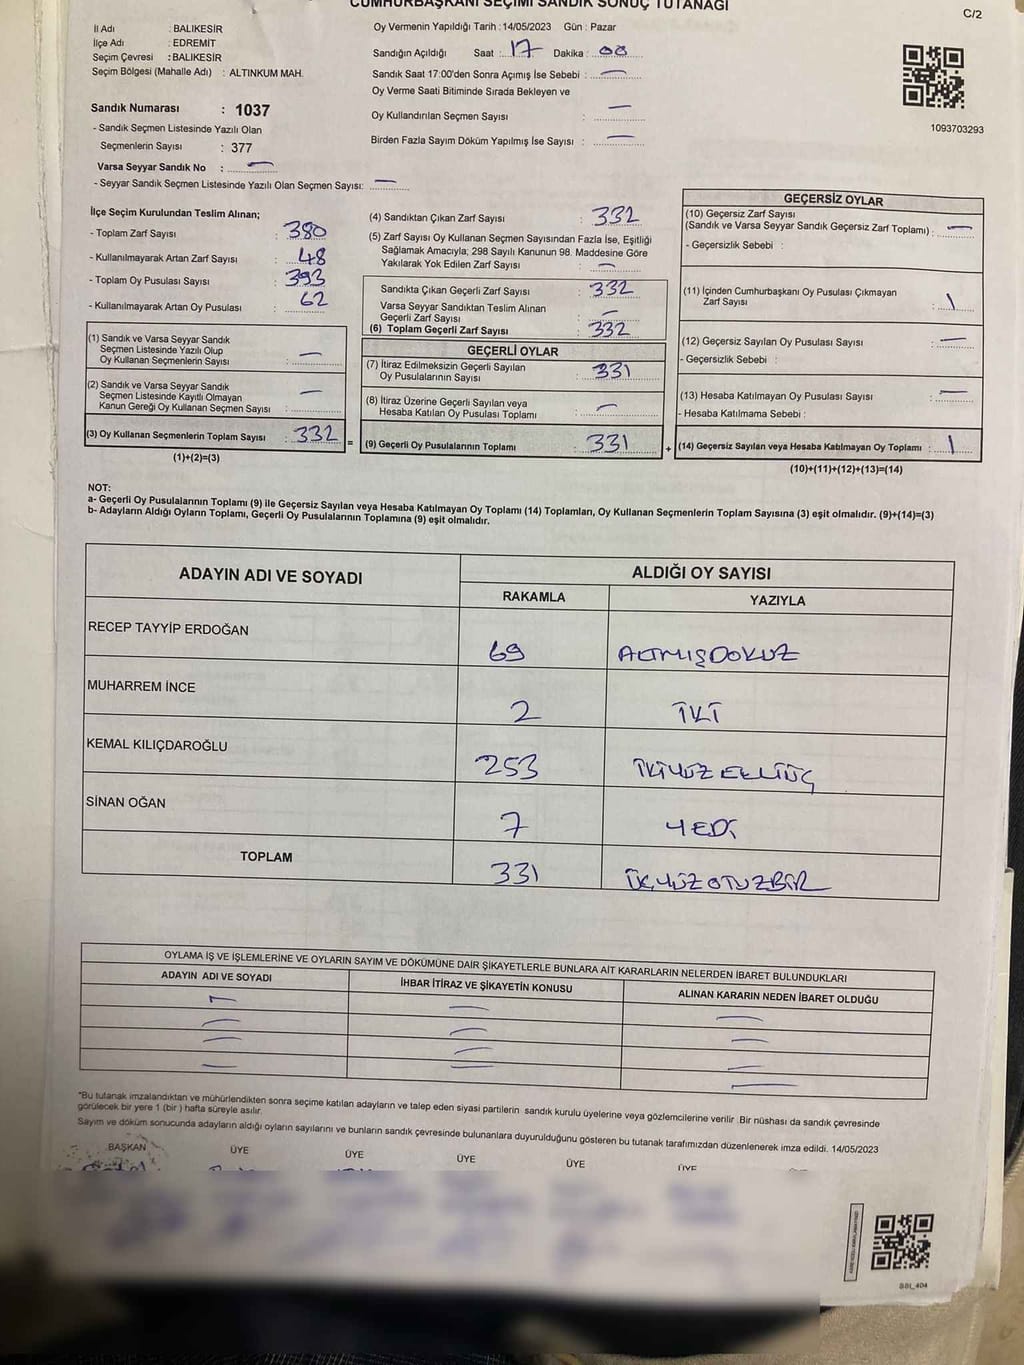 CUMHURBAŞKANI SEÇİMİ SANDIK SONUÇ TUTANAĞI
C/2
İl Adı : BALIKESİR
İlçe Adı : EDREMİT
Seçim Çevresi : BALIKESİR
Seçim Bölgesi (Mahalle Adı) : ALTINKUM MAH.
Oy Vermenin Yapıldığı Tarih : 14/05/2023 Gün : Pazar
Sandığın Açıldığı Saat : 17 Dakika : 00
Sandık Saat 17:00'den Sonra Açımış İse Sebebi : —
Oy Verme Saati Bitiminde Sırada Bekleyen ve
Oy Kullandırılan Seçmen Sayısı : —
Birden Fazla Sayım Döküm Yapılmış İse Sayısı : —
1093703293
Sandık Numarası : 1037
- Sandık Seçmen Listesinde Yazılı Olan
Seçmenlerin Sayısı : 377
Varsa Seyyar Sandık No : —
- Seyyar Sandık Seçmen Listesinde Yazılı Olan Seçmen Sayısı: —
İlçe Seçim Kurulundan Teslim Alınan;
- Toplam Zarf Sayısı : 380
- Kullanılmayarak Artan Zarf Sayısı : 48
- Toplam Oy Pusulası Sayısı : 393
- Kullanılmayarak Artan Oy Pusulası : 62
(1) Sandık ve Varsa Seyyar Sandık
Seçmen Listesinde Yazılı Olup
Oy Kullanan Seçmenlerin Sayısı : —
(2) Sandık ve Varsa Seyyar Sandık
Seçmen Listesinde Kayıtlı Olmayan
Kanun Gereği Oy Kullanan Seçmen Sayısı : —
(3) Oy Kullanan Seçmenlerin Toplam Sayısı : 332 =
(1)+(2)=(3)
(4) Sandıktan Çıkan Zarf Sayısı : 332
(5) Zarf Sayısı Oy Kullanan Seçmen Sayısından Fazla İse, Eşitliği
Sağlamak Amacıyla; 298 Sayılı Kanunun 98. Maddesine Göre
Yakılarak Yok Edilen Zarf Sayısı : —
Sandıkta Çıkan Geçerli Zarf Sayısı : 332
Varsa Seyyar Sandıktan Teslim Alınan
Geçerli Zarf Sayısı : —
(6) Toplam Geçerli Zarf Sayısı : 332
GEÇERLİ OYLAR
(7) İtiraz Edilmeksizin Geçerli Sayılan
Oy Pusulalarının Sayısı : 331
(8) İtiraz Üzerine Geçerli Sayılan veya
Hesaba Katılan Oy Pusulası Toplamı : —
(9) Geçerli Oy Pusulalarının Toplamı : 331 +
GEÇERSİZ OYLAR
(10) Geçersiz Zarf Sayısı
(Sandık ve Varsa Seyyar Sandık Geçersiz Zarf Toplamı) : —
- Geçersizlik Sebebi :
(11) İçinden Cumhurbaşkanı Oy Pusulası Çıkmayan
Zarf Sayısı : 1
(12) Geçersiz Sayılan Oy Pusulası Sayısı : —
- Geçersizlik Sebebi :
(13) Hesaba Katılmayan Oy Pusulası Sayısı : —
- Hesaba Katılmama Sebebi :
(14) Geçersiz Sayılan veya Hesaba Katılmayan Oy Toplamı : 1
(10)+(11)+(12)+(13)=(14)
NOT:
a- Geçerli Oy Pusulalarının Toplamı (9) ile Geçersiz Sayılan veya Hesaba Katılmayan Oy Toplamı (14) Toplamları, Oy Kullanan Seçmenlerin Toplam Sayısına (3) eşit olmalıdır. (9)+(14)=(3)
b- Adayların Aldığı Oyların Toplamı, Geçerli Oy Pusulalarının Toplamına (9) eşit olmalıdır.
ADAYIN ADI VE SOYADI ALDIĞI OY SAYISI
RAKAMLA YAZIYLA
RECEP TAYYİP ERDOĞAN 69 ALTMIŞDOKUZ
MUHARREM İNCE 2 İKİ
KEMAL KILIÇDAROĞLU 253 İKİYÜZELLİÜÇ
SİNAN OĞAN 7 YEDİ
TOPLAM 331 ÜÇYÜZOTUZBİR
OYLAMA İŞ VE İŞLEMLERİNE VE OYLARIN SAYIM VE DÖKÜMÜNE DAİR ŞİKAYETLERLE BUNLARA AİT KARARLARIN NELERDEN İBARET BULUNDUKLARI
ADAYIN ADI VE SOYADI İHBAR İTİRAZ VE ŞİKAYETİN KONUSU ALINAN KARARIN NEDEN İBARET OLDUĞU
*Bu tutanak imzalandıktan ve mühürlendikten sonra seçime katılan adayların ve talep eden siyasi partilerin sandık kurulu üyelerine veya gözlemcilerine verilir. Bir nüshası da sandık çevresinde
görülecek bir yere 1 (bir) hafta süreyle asılır.
Sayım ve döküm sonucunda adayların aldığı oyların sayılarını ve bunların sandık çevresinde bulunanlara duyurulduğunu gösteren bu tutanak tarafımızdan düzenlenerek imza edildi. 14/05/2023
BAŞKAN ÜYE ÜYE ÜYE ÜYE ÜYE
SSI_404